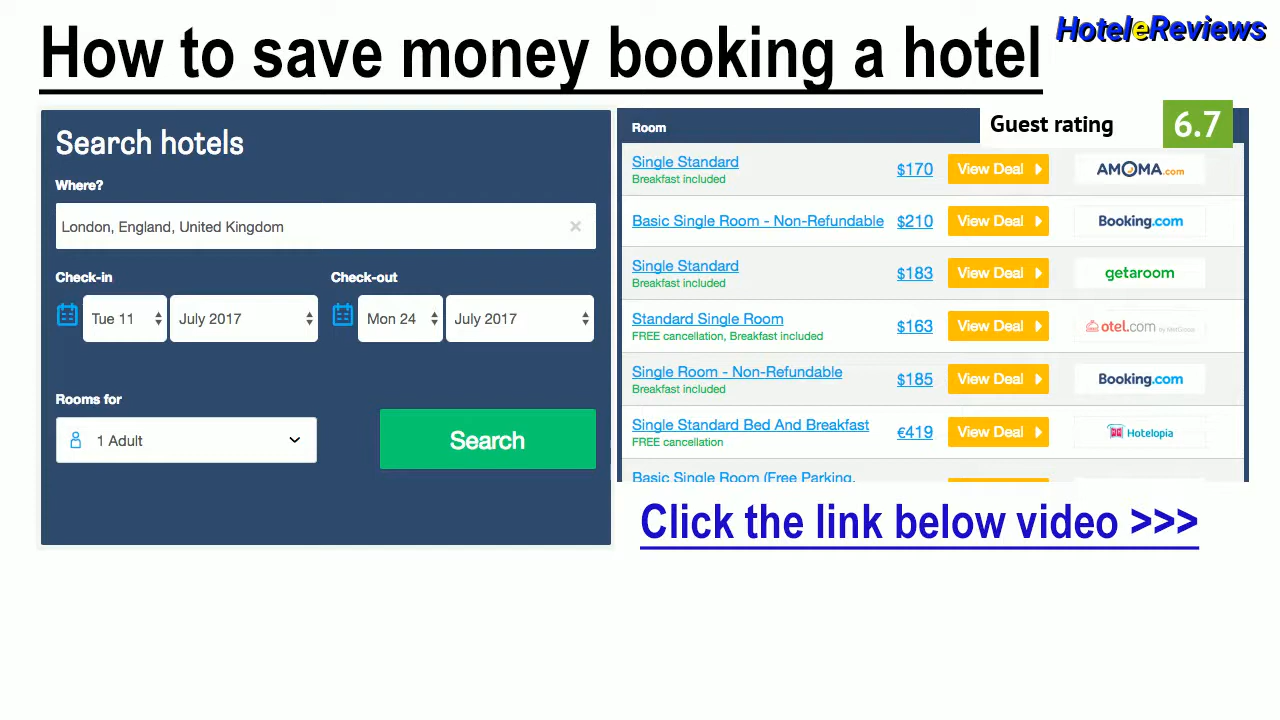 How to save money booking a hotel
HoteleReviews
Search hotels
Where?
London, England, United Kingdom
Check-in
Check-out
Tue 11
July 2017
Mon 24
July 2017
Rooms for
1 Adult
Search
Room
Guest rating
6.7
Single Standard
Breakfast included
$170
View Deal
AMOMA.com
Basic Single Room - Non-Refundable
$210
View Deal
Booking.com
Single Standard
Breakfast included
$183
View Deal
getaroom
Standard Single Room
FREE cancellation, Breakfast included
$163
View Deal
otel.com
Single Room - Non-Refundable
Breakfast included
$185
View Deal
Booking.com
Single Standard Bed And Breakfast
FREE cancellation
€419
View Deal
Hotelopia
Basic Single Room (Free Parking,
Click the link below video >>>